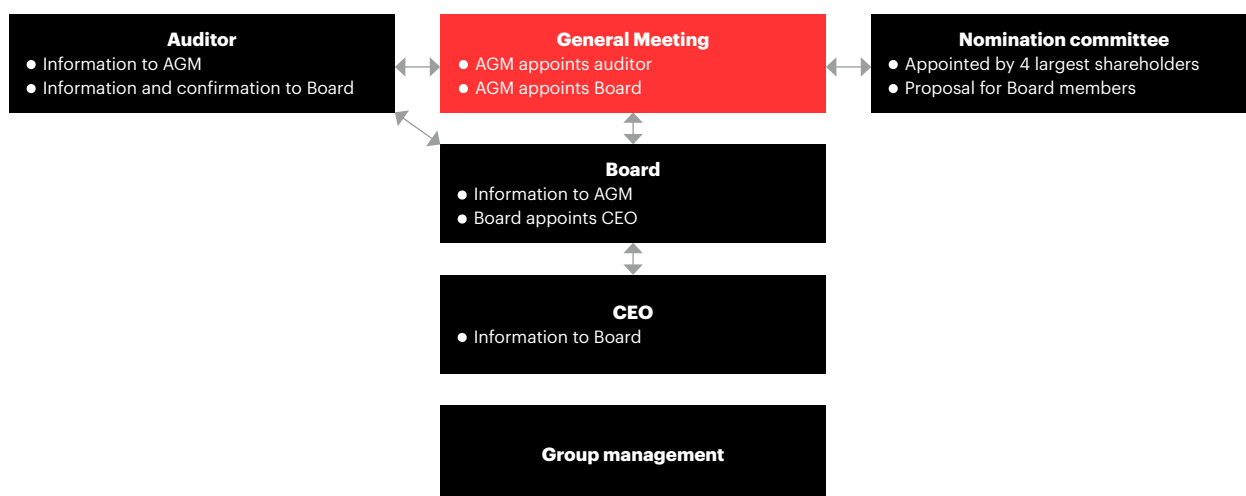 Auditor
● Information to AGM
● Information and confirmation to Board
General Meeting
● AGM appoints auditor
● AGM appoints Board
Nomination committee
● Appointed by 4 largest shareholders
● Proposal for Board members
Board
● Information to AGM
● Board appoints CEO
CEO
● Information to Board
Group management